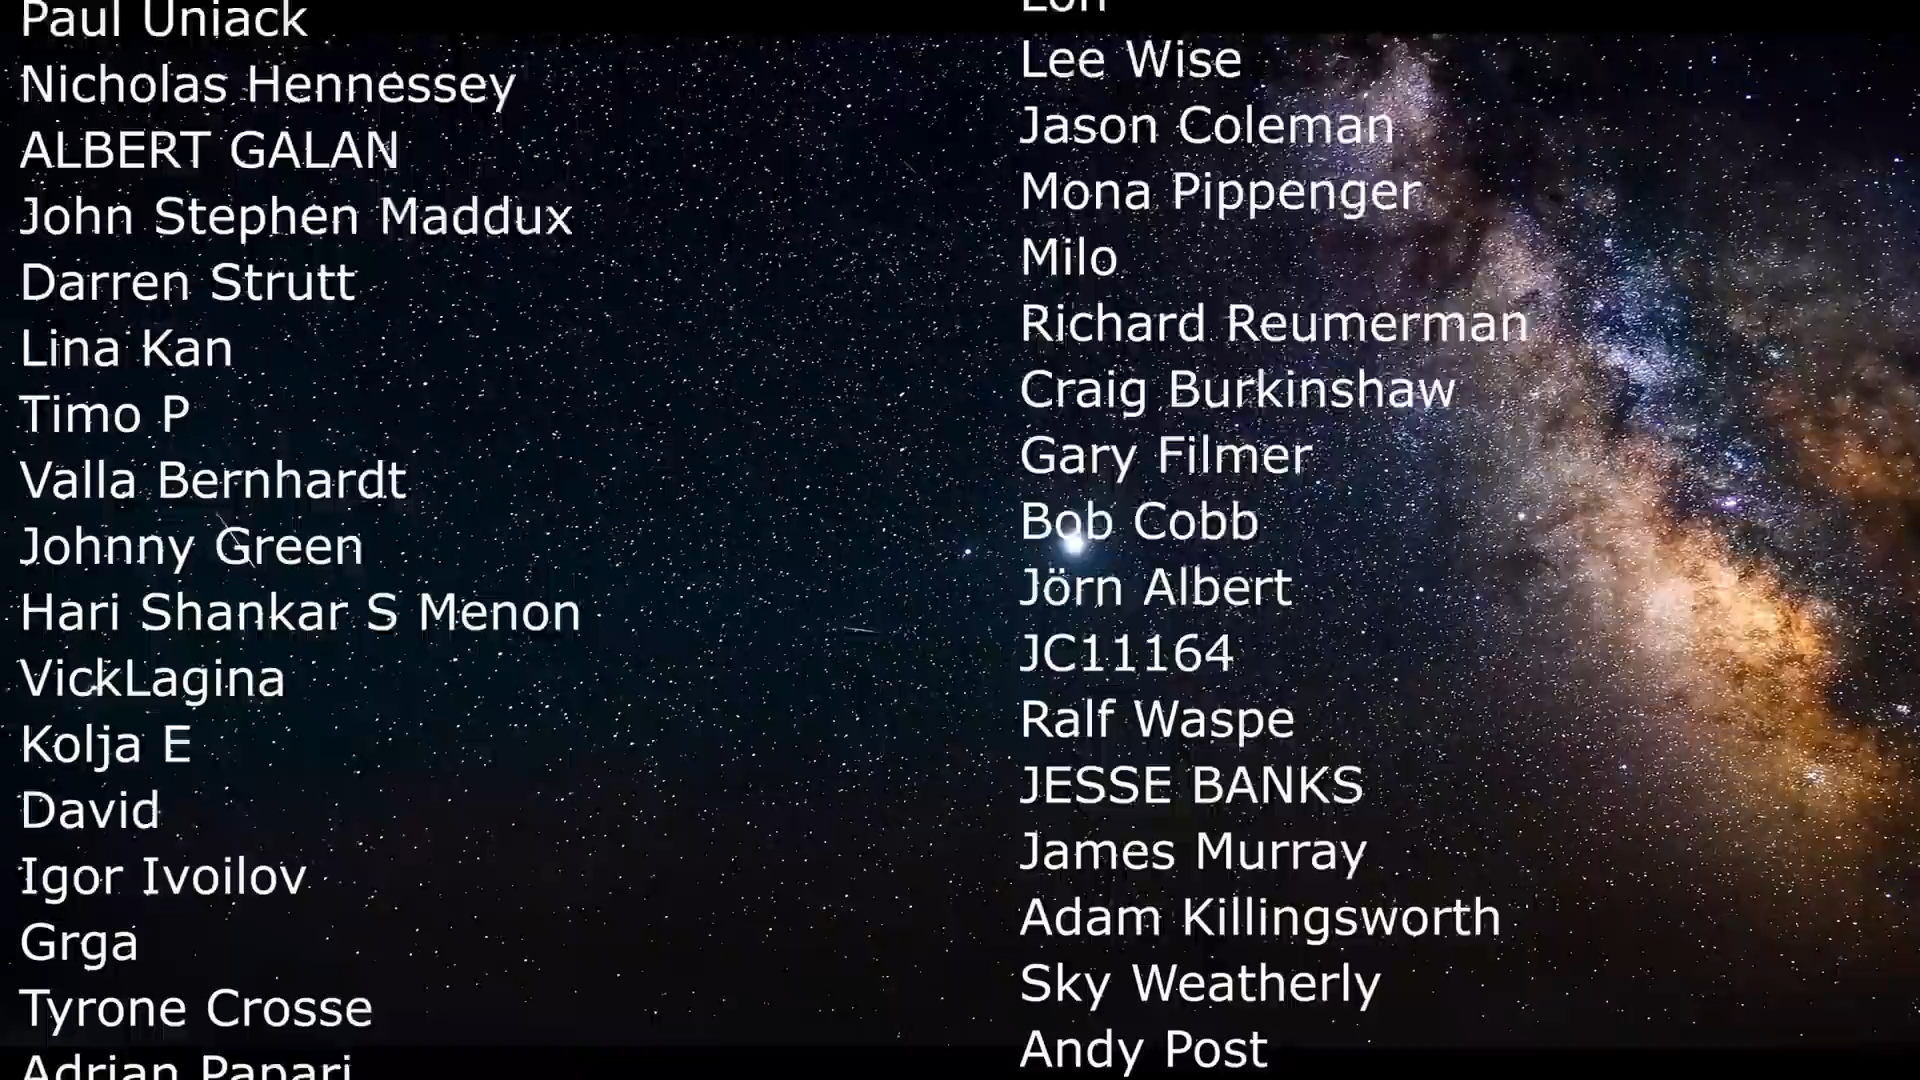 Paul Uniack
Nicholas Hennessey
ALBERT GALAN
John Stephen Maddux
Darren Strutt
Lina Kan
Timo P
Valla Bernhardt
Johnny Green
Hari Shankar S Menon
VickLagina
Kolja E
David
Igor Ivoilov
Grga
Tyrone Crosse
Adrian Papari
Lee Wise
Jason Coleman
Mona Pippenger
Milo
Richard Reumerman
Craig Burkinshaw
Gary Filmer
Bob Cobb
Jörn Albert
JC11164
Ralf Waspe
JESSE BANKS
James Murray
Adam Killingsworth
Sky Weatherly
Andy Post